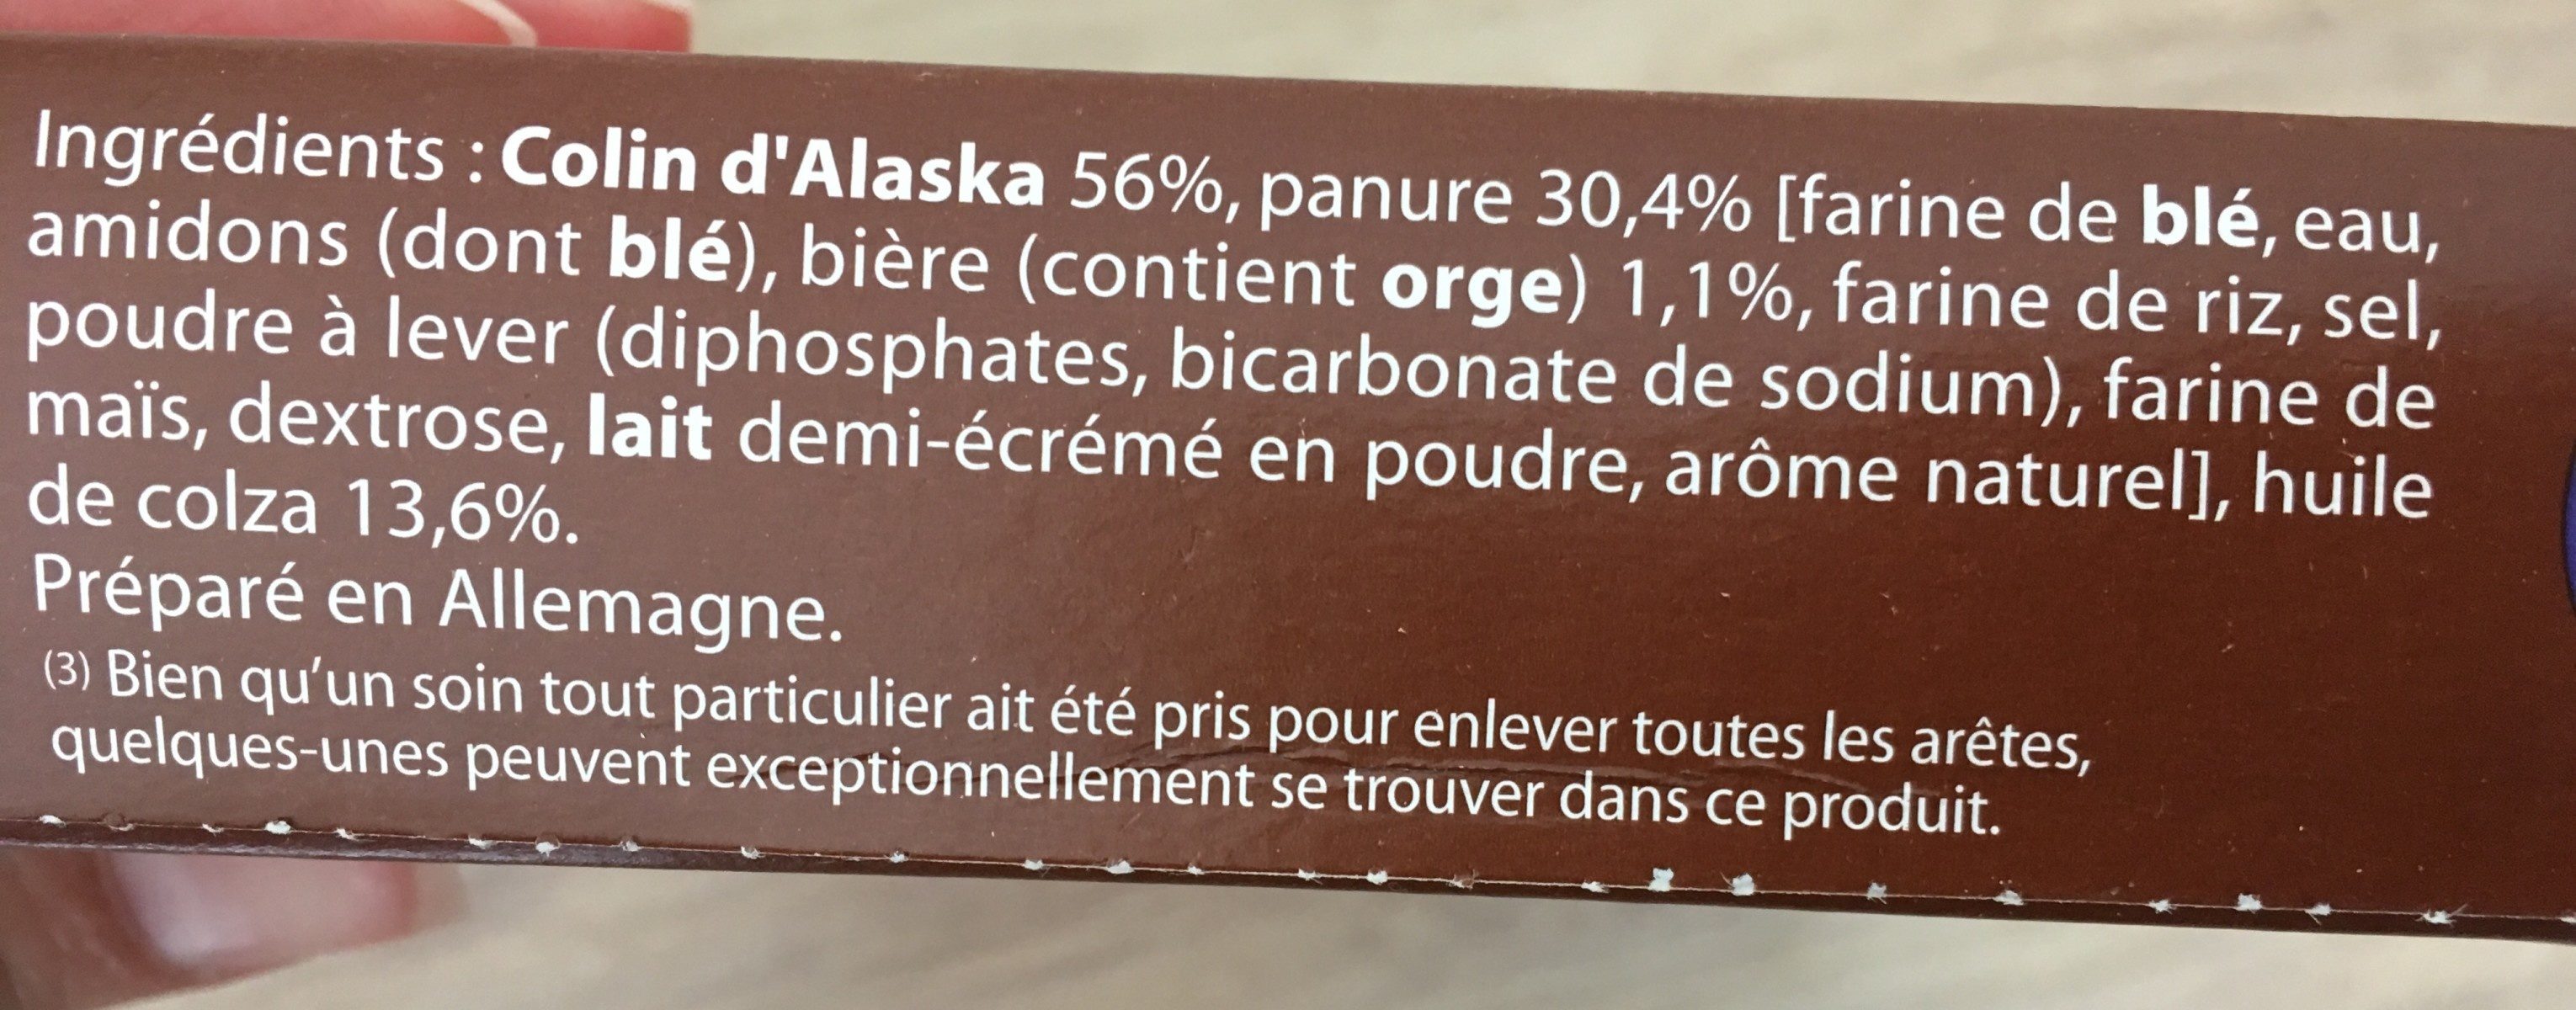 Ingrédients : Colin d'Alaska 56%, panure 30,4% [farine de blé, eau,
amidons (dont blé), bière (contient orge) 1,1%, farine de riz, sel,
poudre à lever (diphosphates, bicarbonate de sodium), farine de
maïs, dextrose, lait demi-écrémé en poudre, arôme naturel], huile
de colza 13,6%.
Préparé en Allemagne.
(3) Bien qu'un soin tout particulier ait été pris pour enlever toutes les arêtes,
quelques-unes peuvent exceptionnellement se trouver dans ce produit.